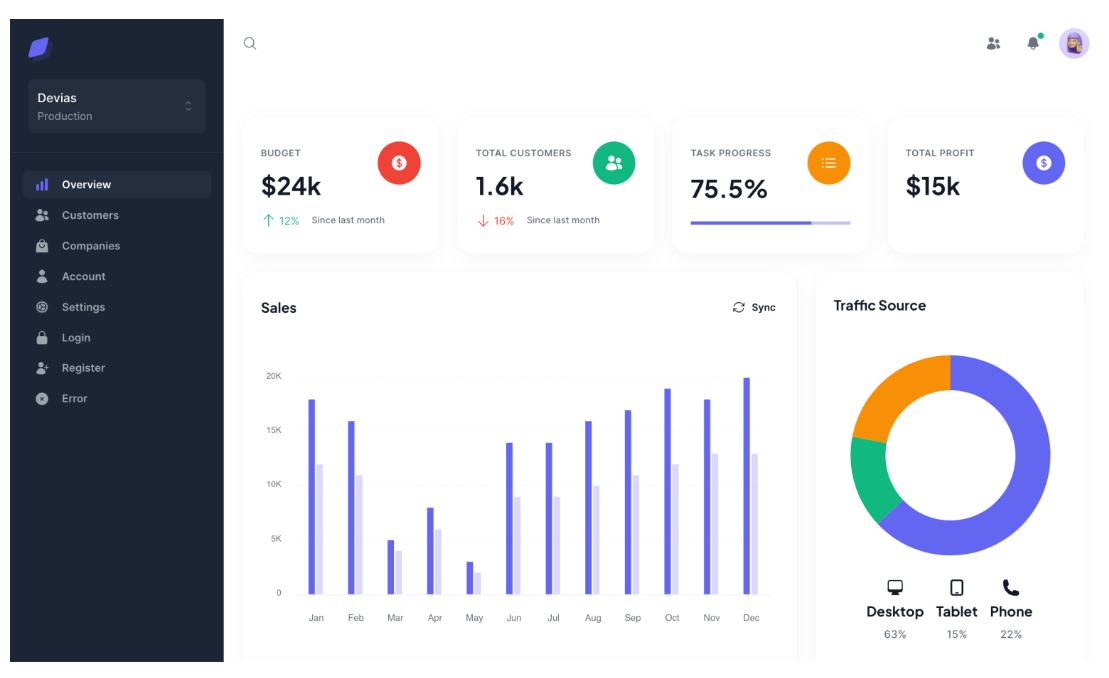 Devias
Production
Overview
Customers
Companies
Account
Settings
Login
Register
Error
BUDGET
$24k
12% Since last month
TOTAL CUSTOMERS
1.6k
16% Since last month
TASK PROGRESS
75.5%
TOTAL PROFIT
$15k
Sales
Sync
20K
15K
10K
5K
0
Jan Feb Mar Apr May Jun Jul Aug Sep Oct Nov Dec
Traffic Source
Desktop Tablet Phone
63% 15% 22%